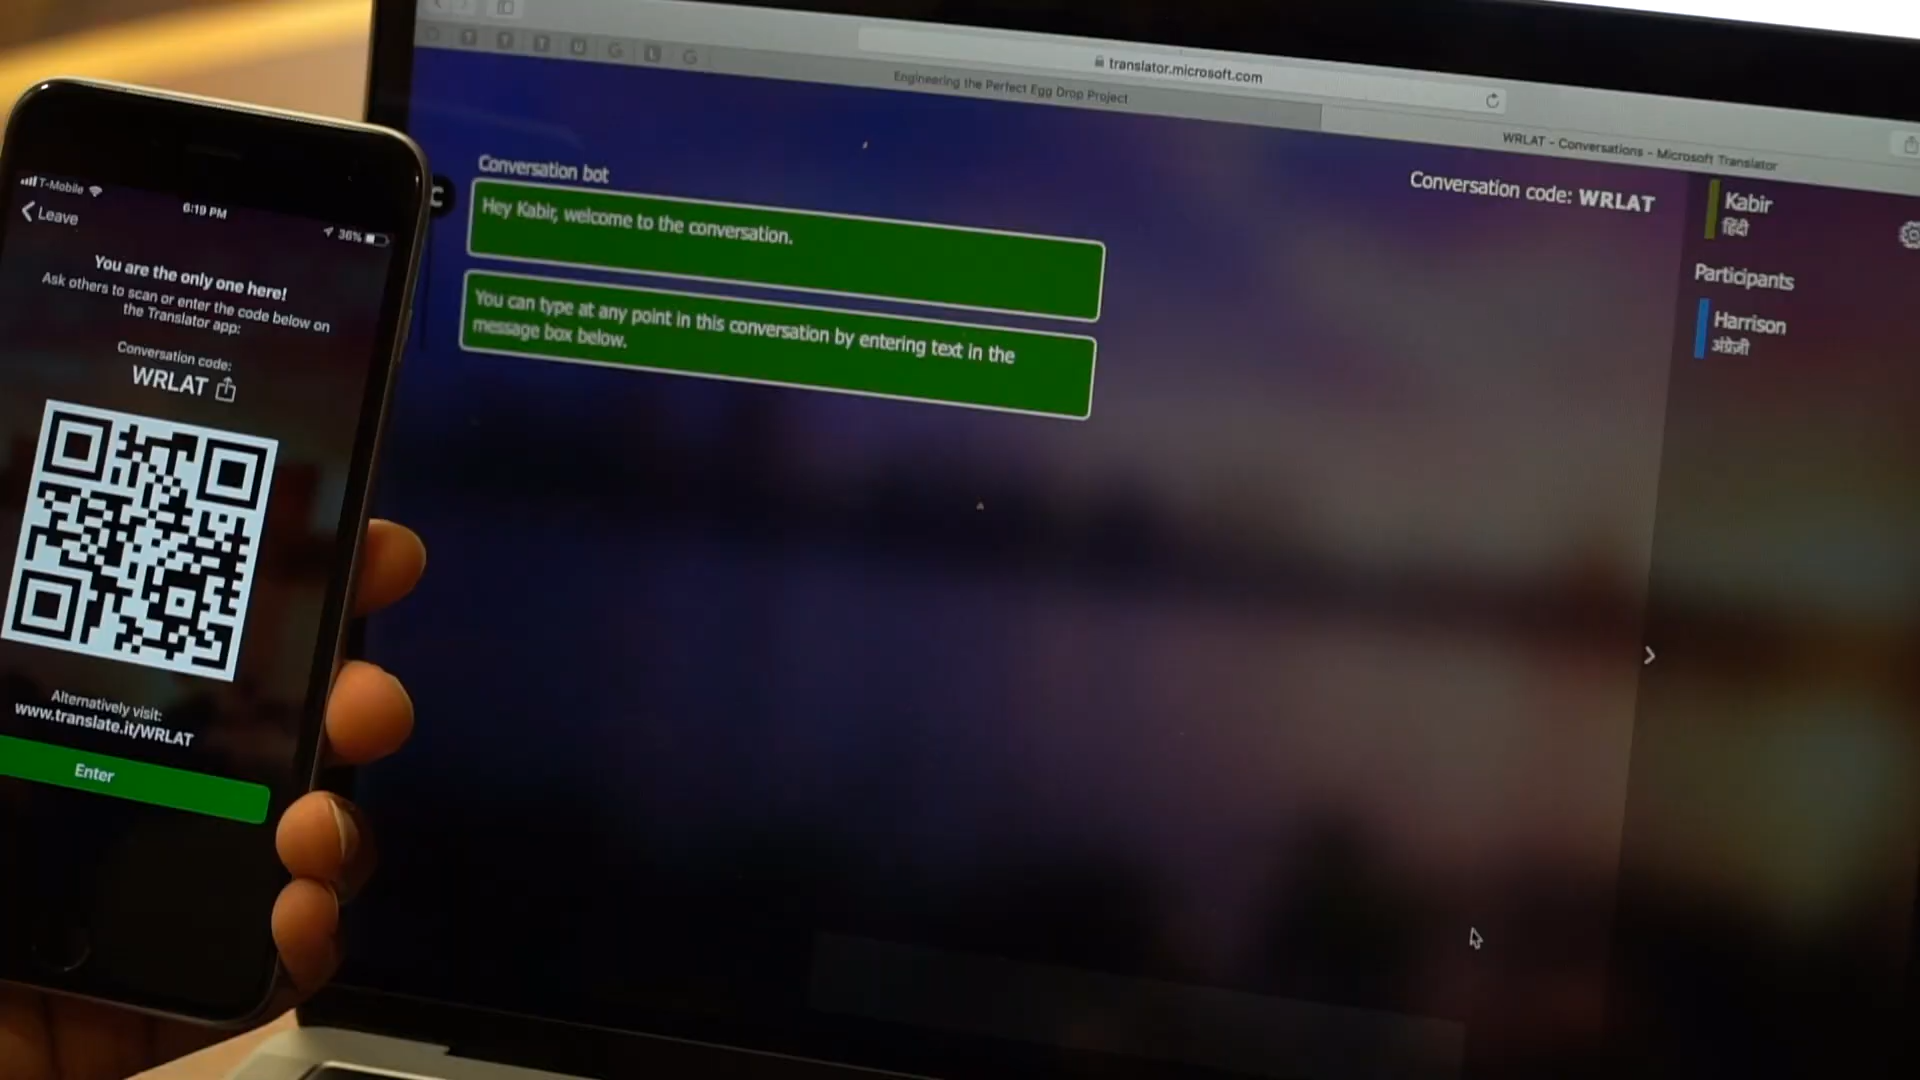 T-Mobile
6:19 PM
36%
Leave
You are the only one here!
Ask others to scan or enter the code below on
the Translator app:
Conversation code:
WRLAT
Alternatively visit:
www.translate.it/WRLAT
Enter
translator.microsoft.com
Engineering the Perfect Egg Drop Project
WRLAT - Conversations - Microsoft Translator
T
Y
T
U
G
L
G
C
Conversation bot
Hey Kabir, welcome to the conversation.
You can type at any point in this conversation by entering text in the
message box below.
Conversation code: WRLAT
Kabir
हिंदी
Participants
Harrison
अंग्रेज़ी